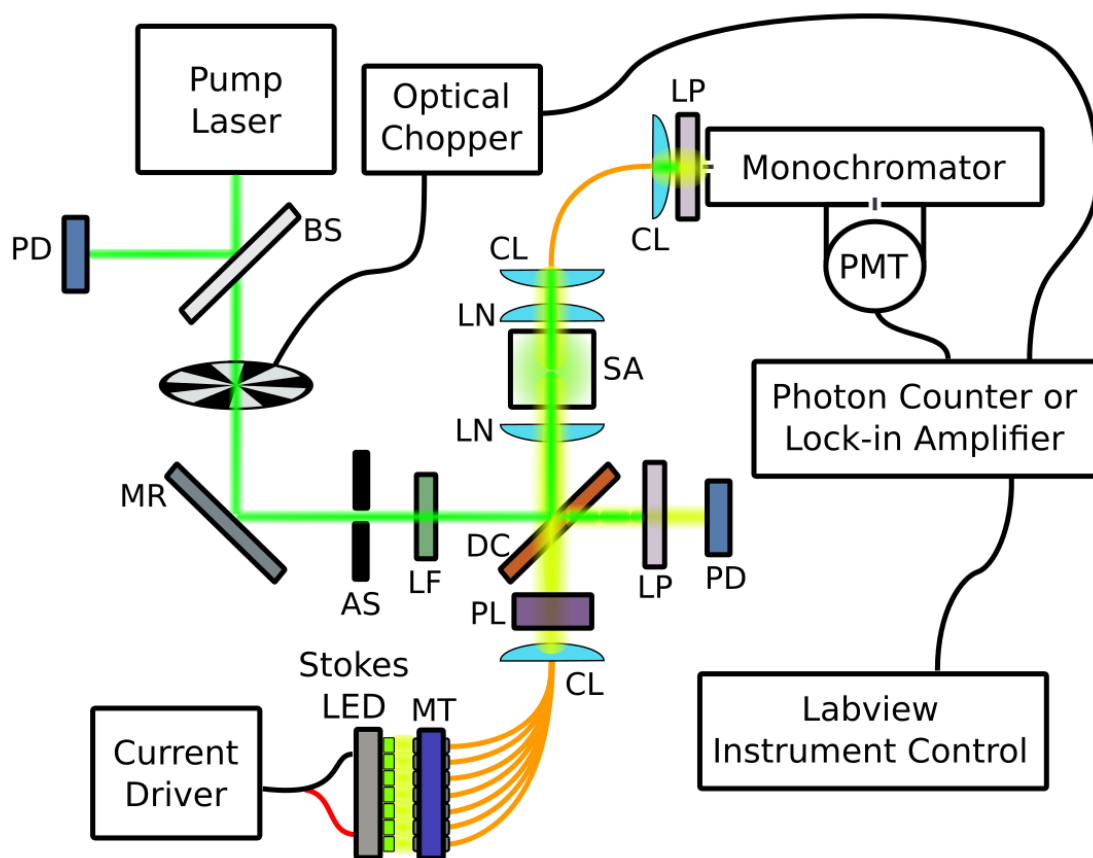 Pump
Laser
Optical
Chopper
LP
Monochromator
PD
BS
CL
CL
PMT
LN
SA
Photon Counter or
Lock-in Amplifier
LN
MR
DC
AS
LF
LP
PD
PL
CL
Stokes
LED
MT
Current
Driver
Labview
Instrument Control